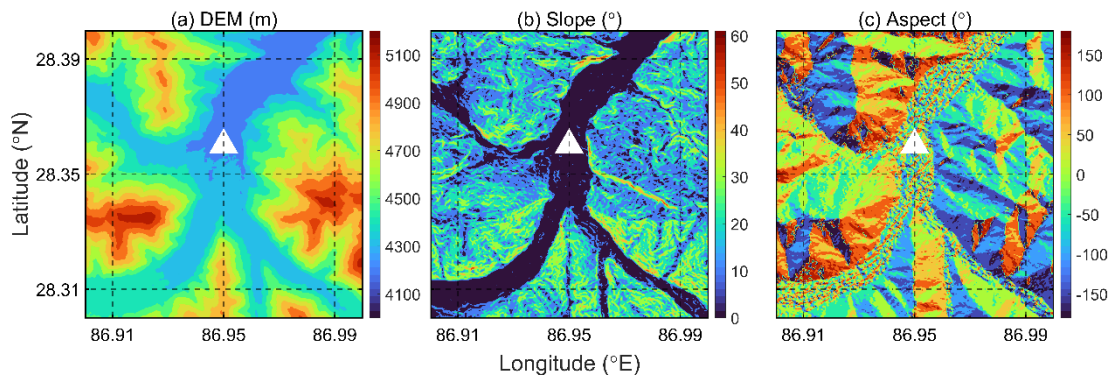 (a) DEM (m) (b) Slope (°) (c) Aspect (°)
28.39 5100 60 150
4900 50 100
4700 40 50
28.35 30 0
4500 20 -50
4300 10 -100
28.31 4100 0 -150
86.91 86.95 86.99 86.91 86.95 86.99 86.91 86.95 86.99
Latitude (°N)
Longitude (°E)